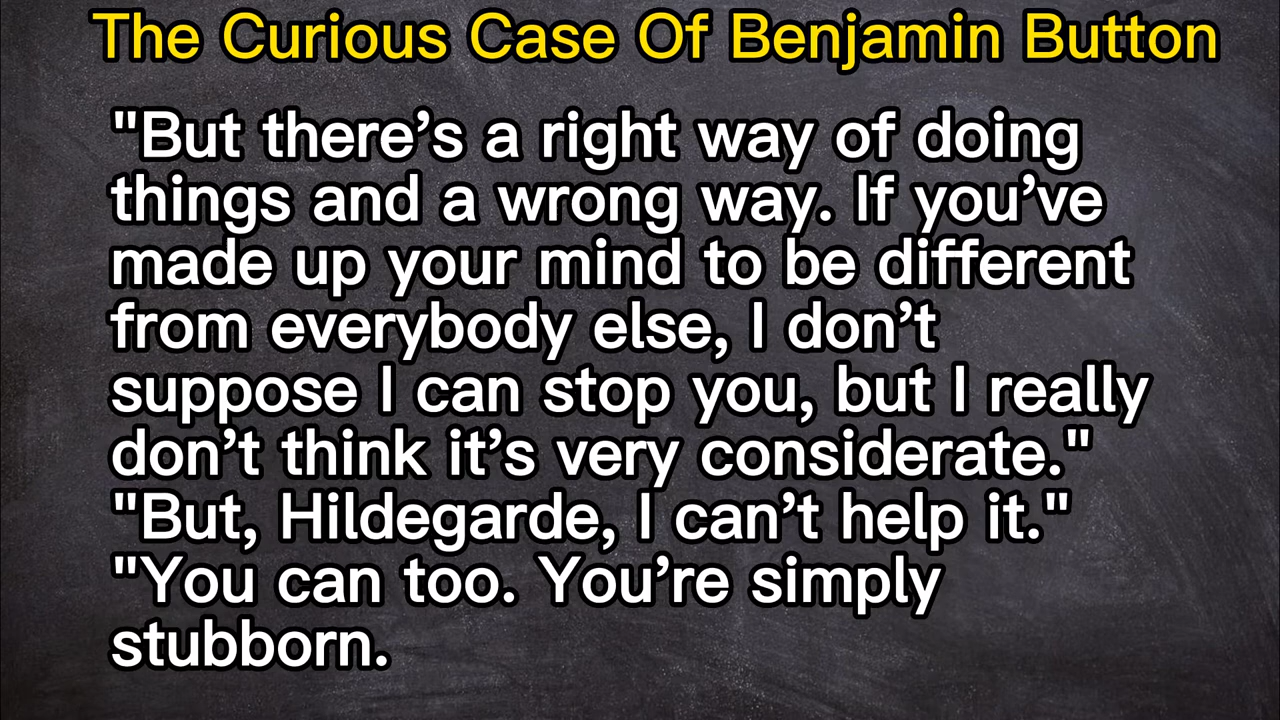 The Curious Case Of Benjamin Button
"But there’s a right way of doing
things and a wrong way. If you’ve
made up your mind to be different
from everybody else, I don’t
suppose I can stop you, but I really
don’t think it’s very considerate."
"But, Hildegarde, I can’t help it."
"You can too. You’re simply
stubborn.